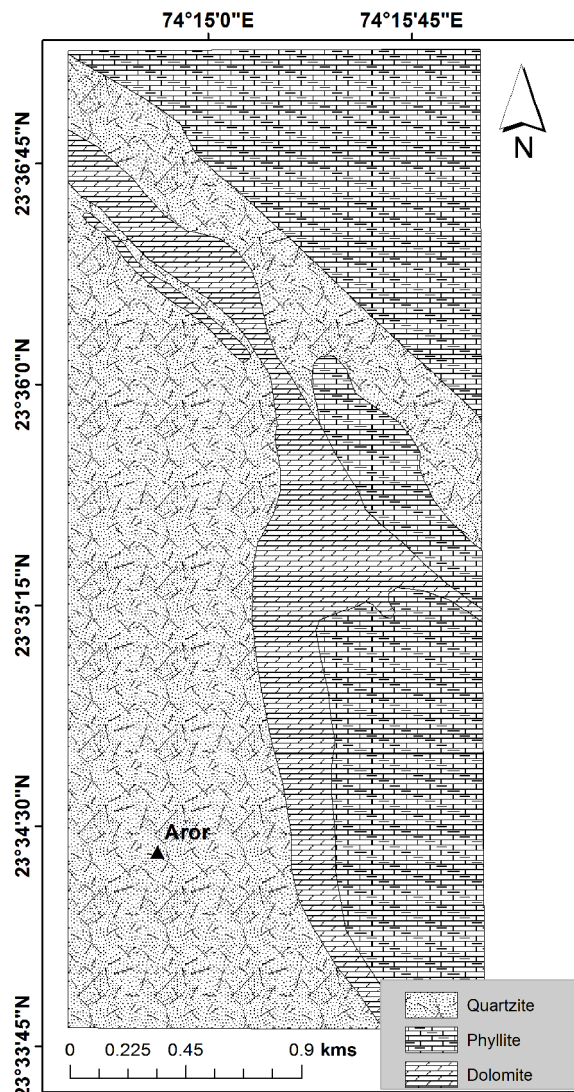 74°15'0"E 74°15'45"E
N
23°36'45"N
23°36'0"N
23°35'15"N
23°34'30"N
Aror
23°33'45"N
0 0.225 0.45 0.9 kms
Quartzite
Phyllite
Dolomite